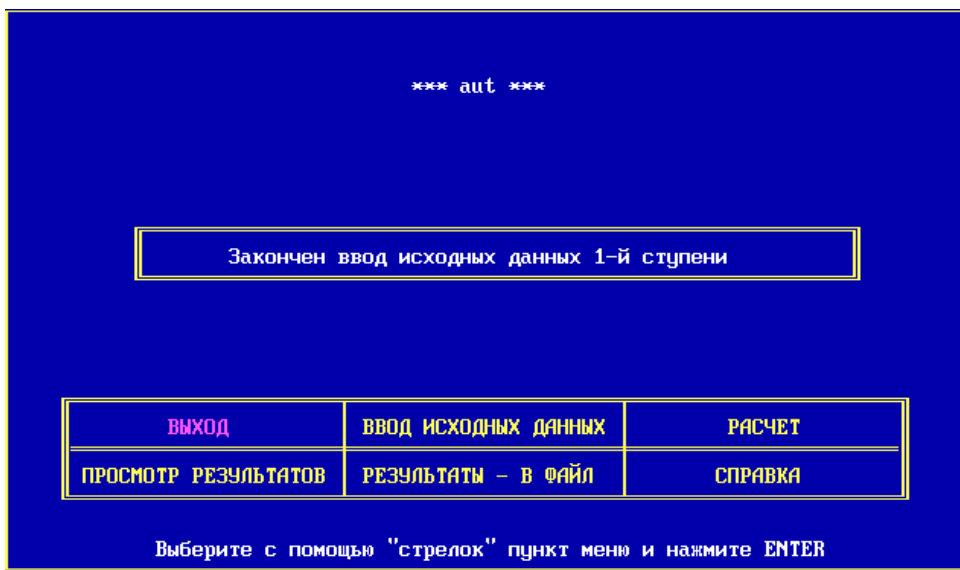 *** aut ***
Закончен ввод исходных данных 1-й ступени
ВЫХОД ВВОД ИСХОДНЫХ ДАННЫХ РАСЧЕТ
ПРОСМОТР РЕЗУЛЬТАТОВ РЕЗУЛЬТАТЫ - В ФАЙЛ СПРАВКА
Выберите с помощью "стрелок" пункт меню и нажмите ENTER